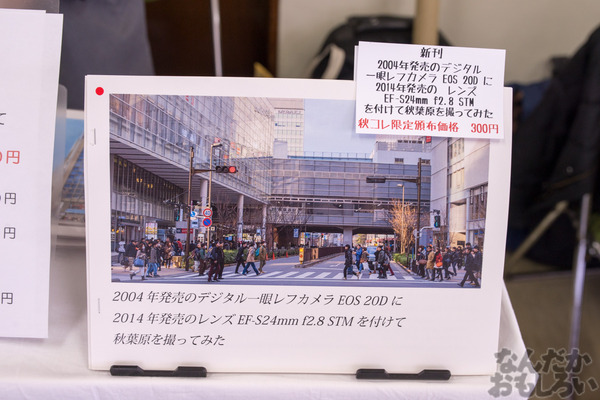 新刊
2004年発売のデジタル
一眼レフカメラ EOS 20D に
2014年発売の レンズ
EF-S24mm f2.8 STM
を付けて秋葉原を撮ってみた
秋コレ限定頒布価格 300円
2004 年発売のデジタル一眼レフカメラ EOS 20D に
2014 年発売のレンズ EF-S24mm f2.8 STM を付けて
秋葉原を撮ってみた
て
0円
円
円
円
なんだか
おもしろい